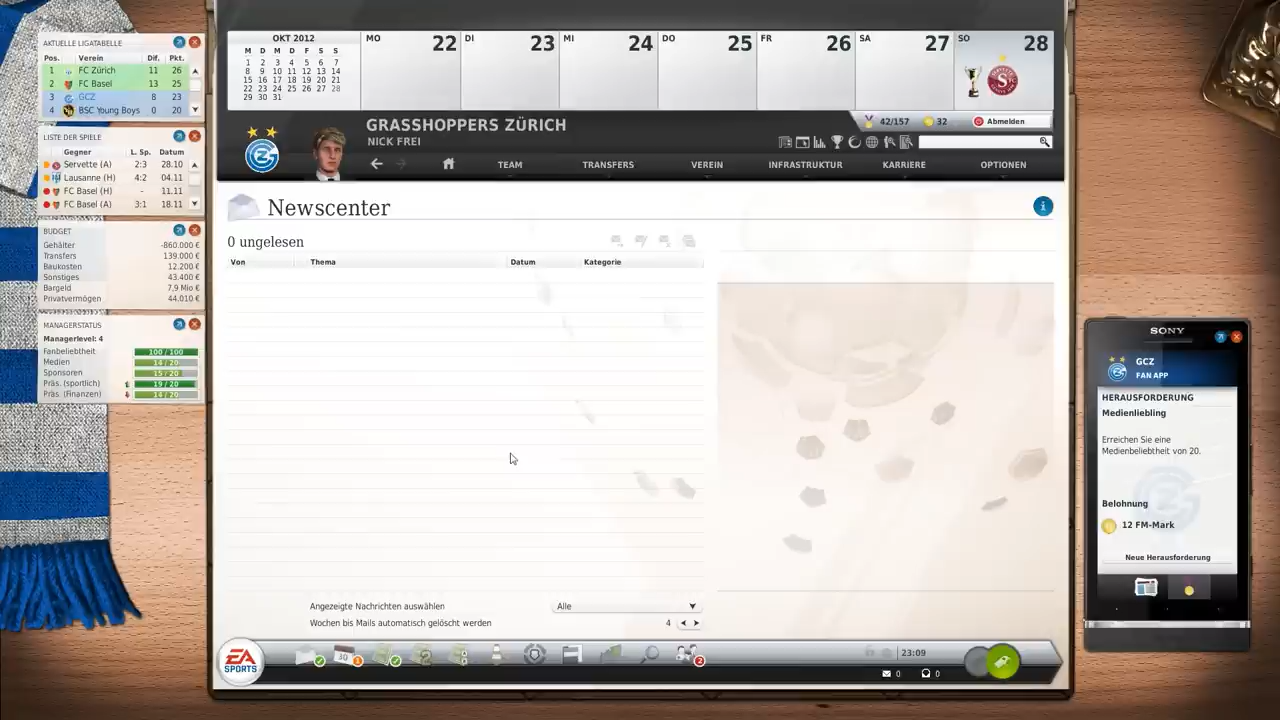 AKTUELLE LIGATABELLE
Pos. Verein Dif. Pkt.
1 FC Zürich 11 26
2 FC Basel 13 25
3 GCZ 8 23
4 BSC Young Boys 0 20
LISTE DER SPIELE
Gegner L. Sp. Datum
Servette (A) 2:3 28.10
Lausanne (H) 4:2 04.11
FC Basel (H) - 11.11
FC Basel (A) 3:1 18.11
BUDGET
Gehälter -860.000 €
Transfers 139.000 €
Baukosten 12.200 €
Sonstiges 43.400 €
Bargeld 7,9 Mio €
Privatvermögen 44.010 €
MANAGERSTATUS
Managerlevel: 4
Fanbeliebtheit 100 / 100
Medien 14 / 20
Sponsoren 15 / 20
Präs. (sportlich) 19 / 20
Präs. (Finanzen) 14 / 20
OKT 2012
M D M D F S S
1 2 3 4 5 6 7
8 9 10 11 12 13 14
15 16 17 18 19 20 21
22 23 24 25 26 27 28
29 30 31
MO 22
DI 23
MI 24
DO 25
FR 26
SA 27
SO 28
GRASSHOPPERS ZÜRICH
NICK FREI
42/157 32 Abmelden
TEAM TRANSFERS VEREIN INFRASTRUKTUR KARRIERE OPTIONEN
Newscenter
0 ungelesen
Von Thema Datum Kategorie
Angezeigte Nachrichten auswählen Alle
Wochen bis Mails automatisch gelöscht werden 4
EA SPORTS
23:09
0 0
SONY
GCZ
FAN APP
HERAUSFORDERUNG
Medienliebling
Erreichen Sie eine
Medienbeliebtheit von 20.
Belohnung
12 FM-Mark
Neue Herausforderung